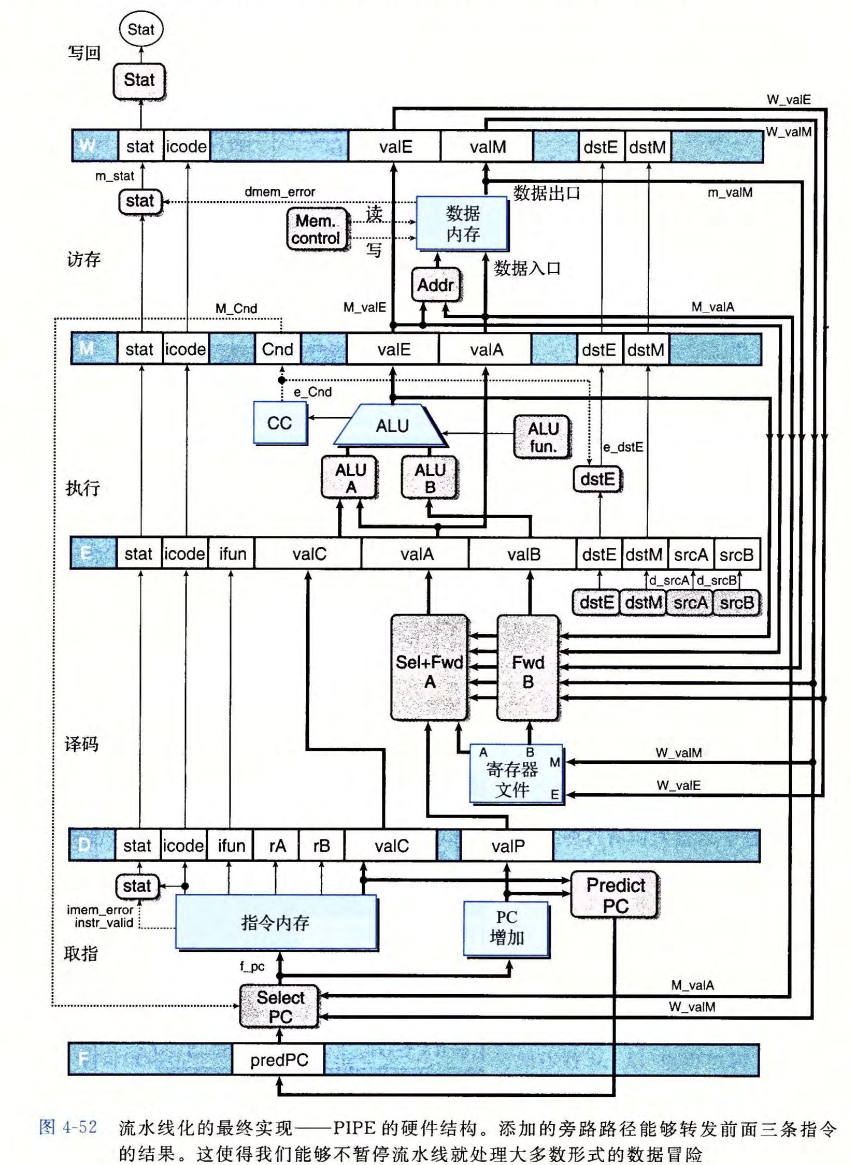 Stat
写回
Stat
W_valE
W stat icode valE valM dstE dstM
W_valM
m_stat
dmem_error
数据出口
m_valM
stat
Mem. control
读
写
数据内存
访存
数据入口
Addr
M_Cnd
M_valE
M_valA
M stat icode Cnd valE valA dstE dstM
e_Cnd
CC
ALU
ALU fun.
e_dstE
ALU A
ALU B
dstE
执行
E stat icode ifun valC valA valB dstE dstM srcA srcB
d_srcA d_srcB
dstE dstM srcA srcB
Sel+Fwd A
Fwd B
译码
A B M
寄存器文件
E
W_valM
W_valE
D stat icode ifun rA rB valC valP
stat
Predict PC
imem_error
instr_valid
指令内存
PC 增加
取指
f_pc
M_valA
Select PC
W_valM
F predPC
图 4-52 流水线化的最终实现——PIPE 的硬件结构。添加的旁路路径能够转发前面三条指令
的结果。这使得我们能够不暂停流水线就处理大多数形式的数据冒险